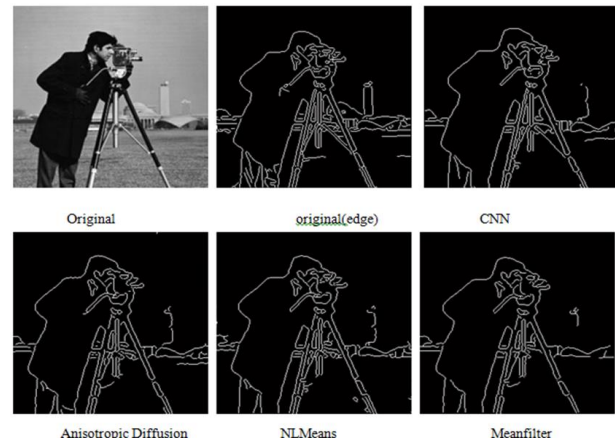 Original
original(edge)
CNN
Anisotropic Diffusion
NLMeans
Meanfilter